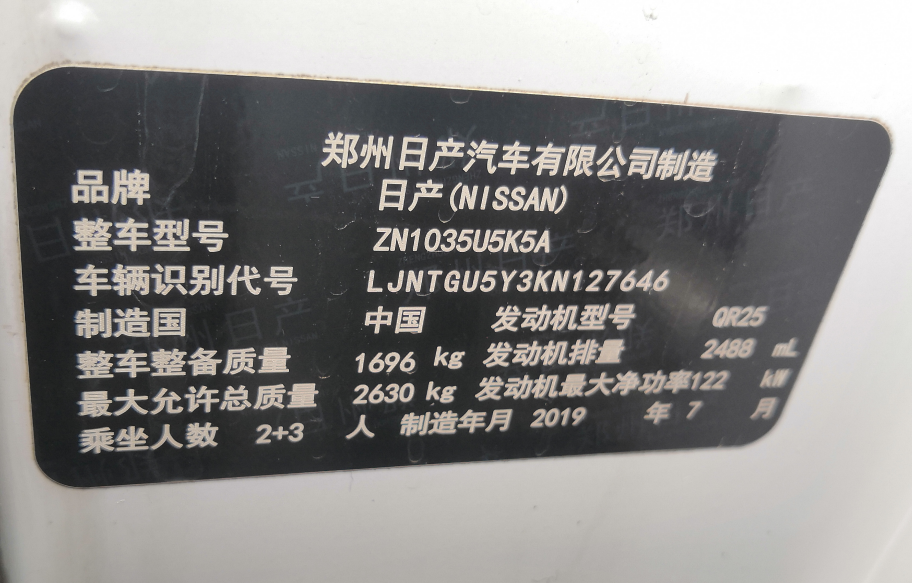 郑州日产汽车有限公司制造
品牌 日产(NISSAN)
整车型号 ZN1035U5K5A
车辆识别代号 LJNTGU5Y3KN127646
制造国 中国 发动机型号 QR25
整车整备质量 1696 kg 发动机排量 2488 mL
最大允许总质量 2630 kg 发动机最大净功率122 kW
乘坐人数 2+3 人 制造年月 2019 年 7 月